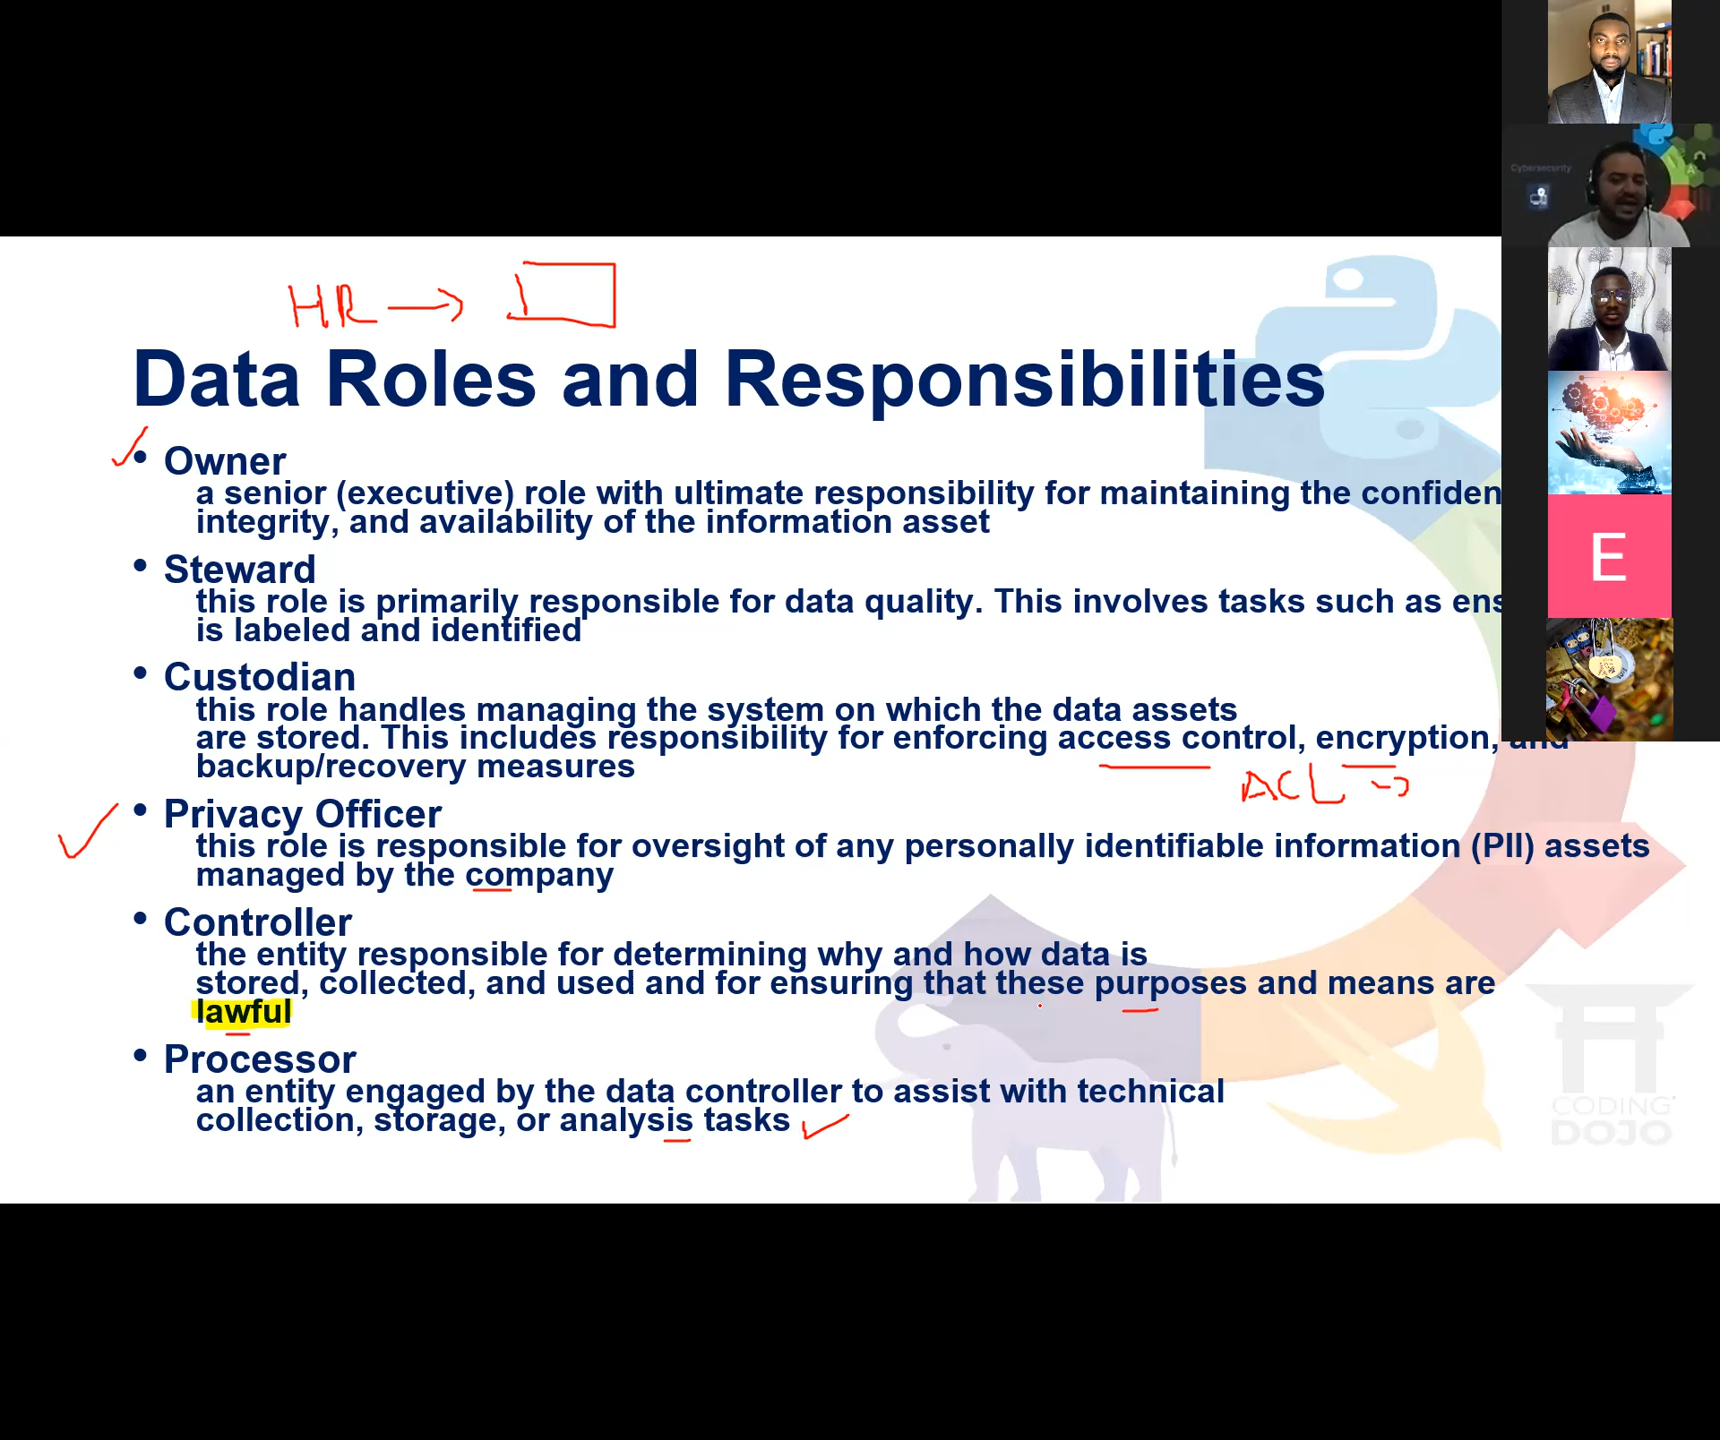 Cybersecurity
HR →
Data Roles and Responsibilities
• Owner
a senior (executive) role with ultimate responsibility for maintaining the confiden
integrity, and availability of the information asset
• Steward
this role is primarily responsible for data quality. This involves tasks such as ens
is labeled and identified
• Custodian
this role handles managing the system on which the data assets
are stored. This includes responsibility for enforcing access control, encryption, and
backup/recovery measures
ACL →
• Privacy Officer
this role is responsible for oversight of any personally identifiable information (PII) assets
managed by the company
• Controller
the entity responsible for determining why and how data is
stored, collected, and used and for ensuring that these purposes and means are
lawful
• Processor
an entity engaged by the data controller to assist with technical
collection, storage, or analysis tasks
E
CODING
DOJO